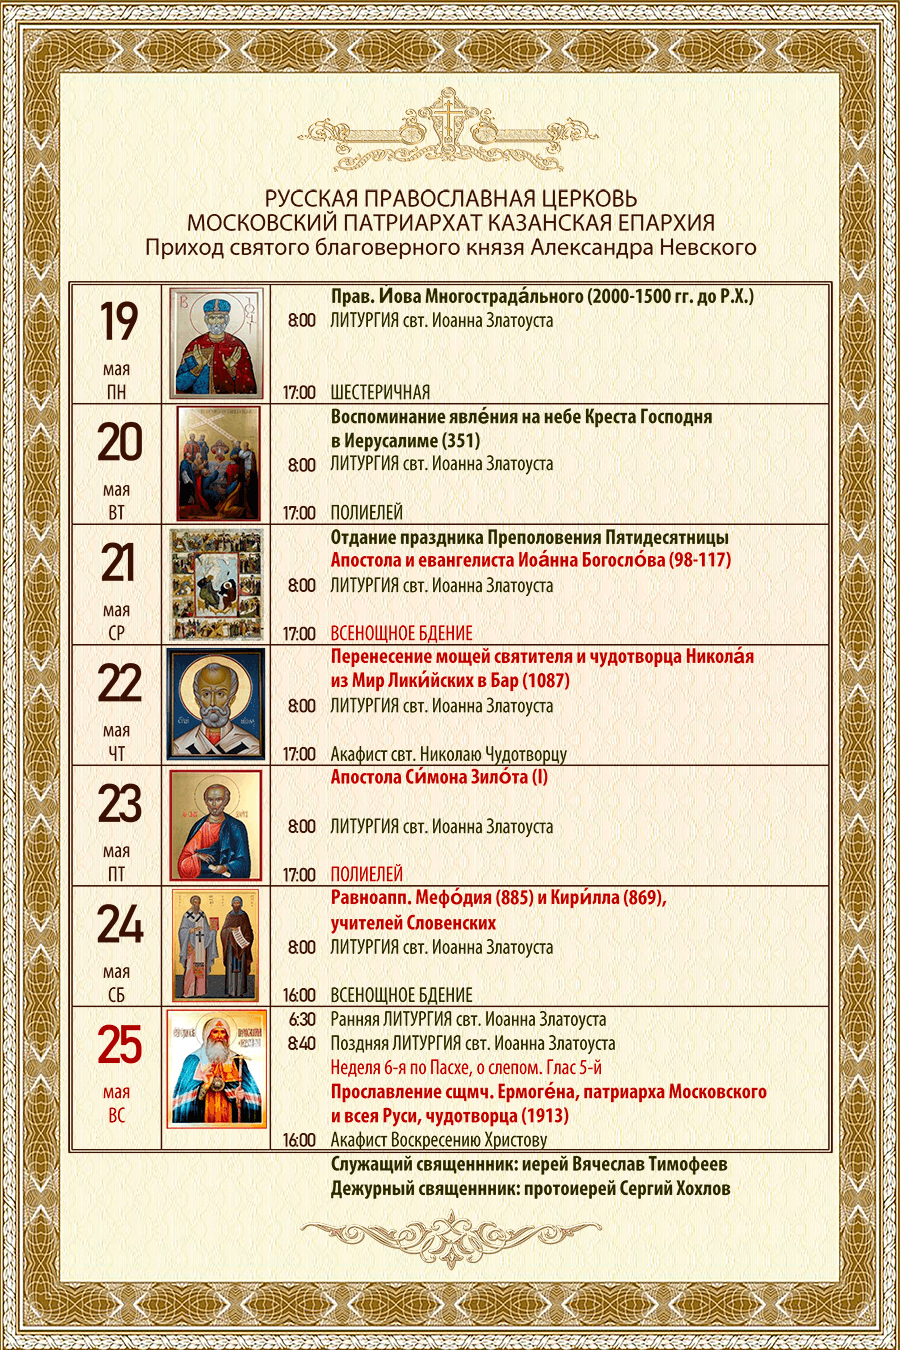 РУССКАЯ ПРАВОСЛАВНАЯ ЦЕРКОВЬ
МОСКОВСКИЙ ПАТРИАРХАТ КАЗАНСКАЯ ЕПАРХИЯ
Приход святого благоверного князя Александра Невского
19
мая
ПН
Прав. И́ова Многострада́льного (2000-1500 гг. до Р.Х.)
8:00 ЛИТУРГИЯ свт. Иоанна Златоуста
17:00 ШЕСТЕРИЧНАЯ
20
мая
ВТ
Воспоминание явле́ния на небе Креста Господня
в Иерусалиме (351)
8:00 ЛИТУРГИЯ свт. Иоанна Златоуста
17:00 ПОЛИЕЛЕЙ
21
мая
СР
Отдание праздника Преполовения Пятидесятницы
Апостола и евангелиста Иоа́нна Богосло́ва (98-117)
8:00 ЛИТУРГИЯ свт. Иоанна Златоуста
17:00 ВСЕНОЩНОЕ БДЕНИЕ
22
мая
ЧТ
Перенесение мощей святителя и чудотворца Никола́я
из Мир Лики́йских в Бар (1087)
8:00 ЛИТУРГИЯ свт. Иоанна Златоуста
17:00 Акафист свт. Николаю Чудотворцу
23
мая
ПТ
Апостола Си́мона Зило́та (I)
8:00 ЛИТУРГИЯ свт. Иоанна Златоуста
17:00 ПОЛИЕЛЕЙ
24
мая
СБ
Равноапп. Мефо́дия (885) и Кири́лла (869),
учителей Словенских
8:00 ЛИТУРГИЯ свт. Иоанна Златоуста
16:00 ВСЕНОЩНОЕ БДЕНИЕ
25
мая
ВС
6:30 Ранняя ЛИТУРГИЯ свт. Иоанна Златоуста
8:40 Поздняя ЛИТУРГИЯ свт. Иоанна Златоуста
Неделя 6-я по Пасхе, о слепом. Глас 5-й
Прославление сщмч. Ермоге́на, патриарха Московского
и всея Руси, чудотворца (1913)
16:00 Акафист Воскресению Христову
Служащий священнник: иерей Вячеслав Тимофеев
Дежурный священнник: протоиерей Сергий Хохлов